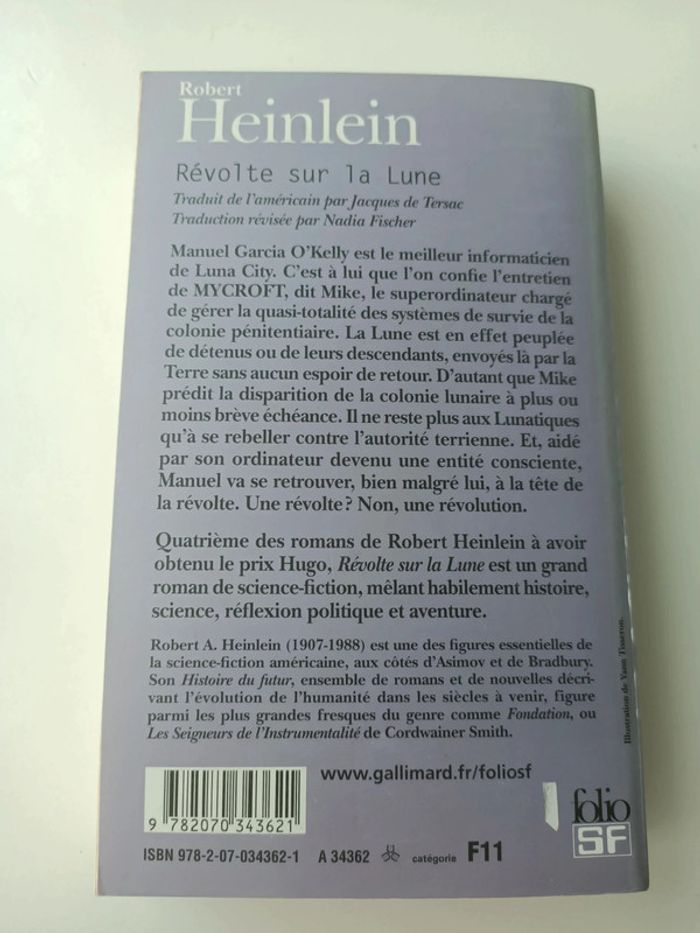 Robert
Heinlein
Révolte sur la Lune
Traduit de l'américain par Jacques de Tersac
Traduction révisée par Nadia Fischer
Manuel Garcia O'Kelly est le meilleur informaticien
de Luna City. C'est à lui que l'on confie l'entretien
de MYCROFT, dit Mike, le superordinateur chargé
de gérer la quasi-totalité des systèmes de survie de la
colonie pénitentiaire. La Lune est en effet peuplée
de détenus ou de leurs descendants, envoyés là par la
Terre sans aucun espoir de retour. D'autant que Mike
prédit la disparition de la colonie lunaire à plus ou
moins brève échéance. Il ne reste plus aux Lunatiques
qu'à se rebeller contre l'autorité terrienne. Et, aidé
par son ordinateur devenu une entité consciente,
Manuel va se retrouver, bien malgré lui, à la tête de
la révolte. Une révolte ? Non, une révolution.
Quatrième des romans de Robert Heinlein à avoir
obtenu le prix Hugo, Révolte sur la Lune est un grand
roman de science-fiction, mêlant habilement histoire,
science, réflexion politique et aventure.
Robert A. Heinlein (1907-1988) est une des figures essentielles de
la science-fiction américaine, aux côtés d'Asimov et de Bradbury.
Son Histoire du futur, ensemble de romans et de nouvelles décri-
vant l'évolution de l'humanité dans les siècles à venir, figure
parmi les plus grandes fresques du genre comme Fondation, ou
Les Seigneurs de l'Instrumentalité de Cordwainer Smith.
Illustration de Yann Tisseron.
www.gallimard.fr/foliosf
9 782070 343621
folio
SF
ISBN 978-2-07-034362-1 A 34362 catégorie F11